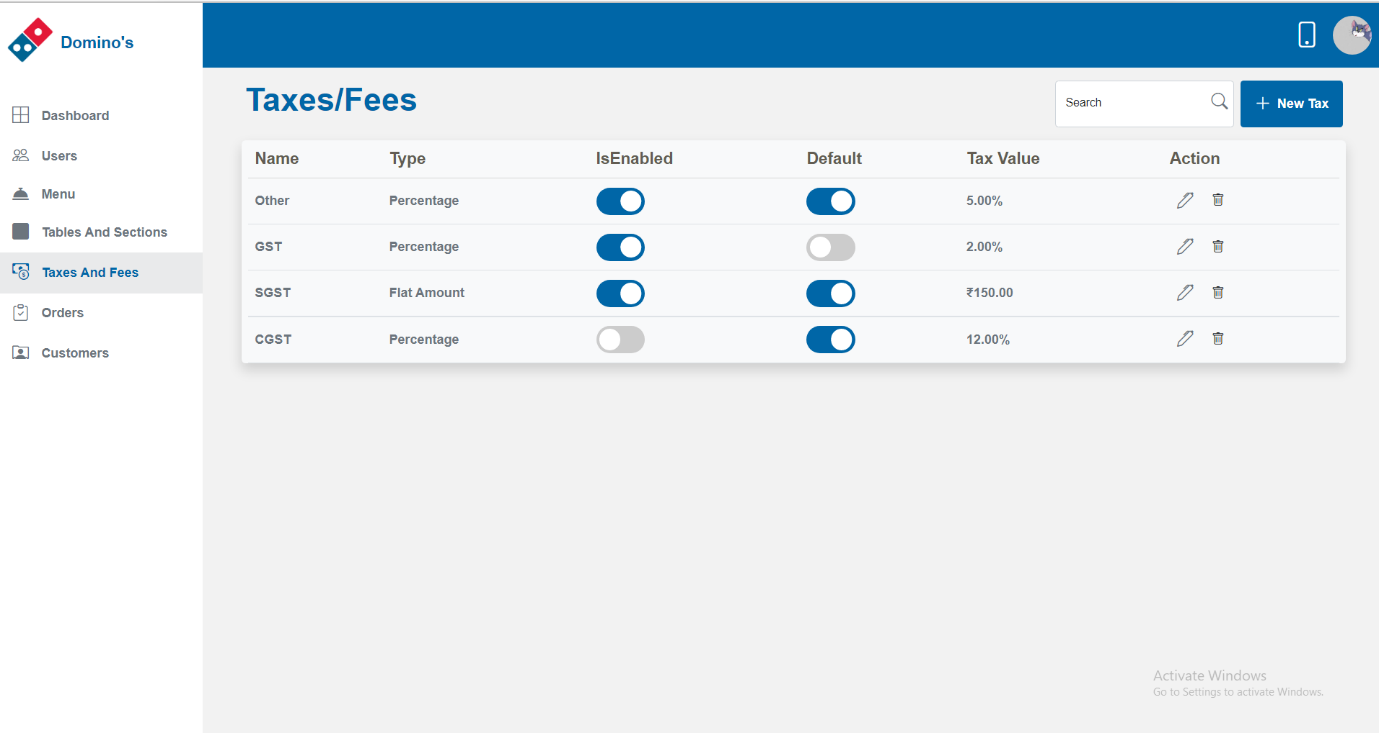 Domino's
Dashboard
Users
Menu
Tables And Sections
Taxes And Fees
Orders
Customers
Taxes/Fees
Search
New Tax
Name Type IsEnabled Default Tax Value Action
Other Percentage 5.00%
GST Percentage 2.00%
SGST Flat Amount ₹150.00
CGST Percentage 12.00%
Activate Windows
Go to Settings to activate Windows.